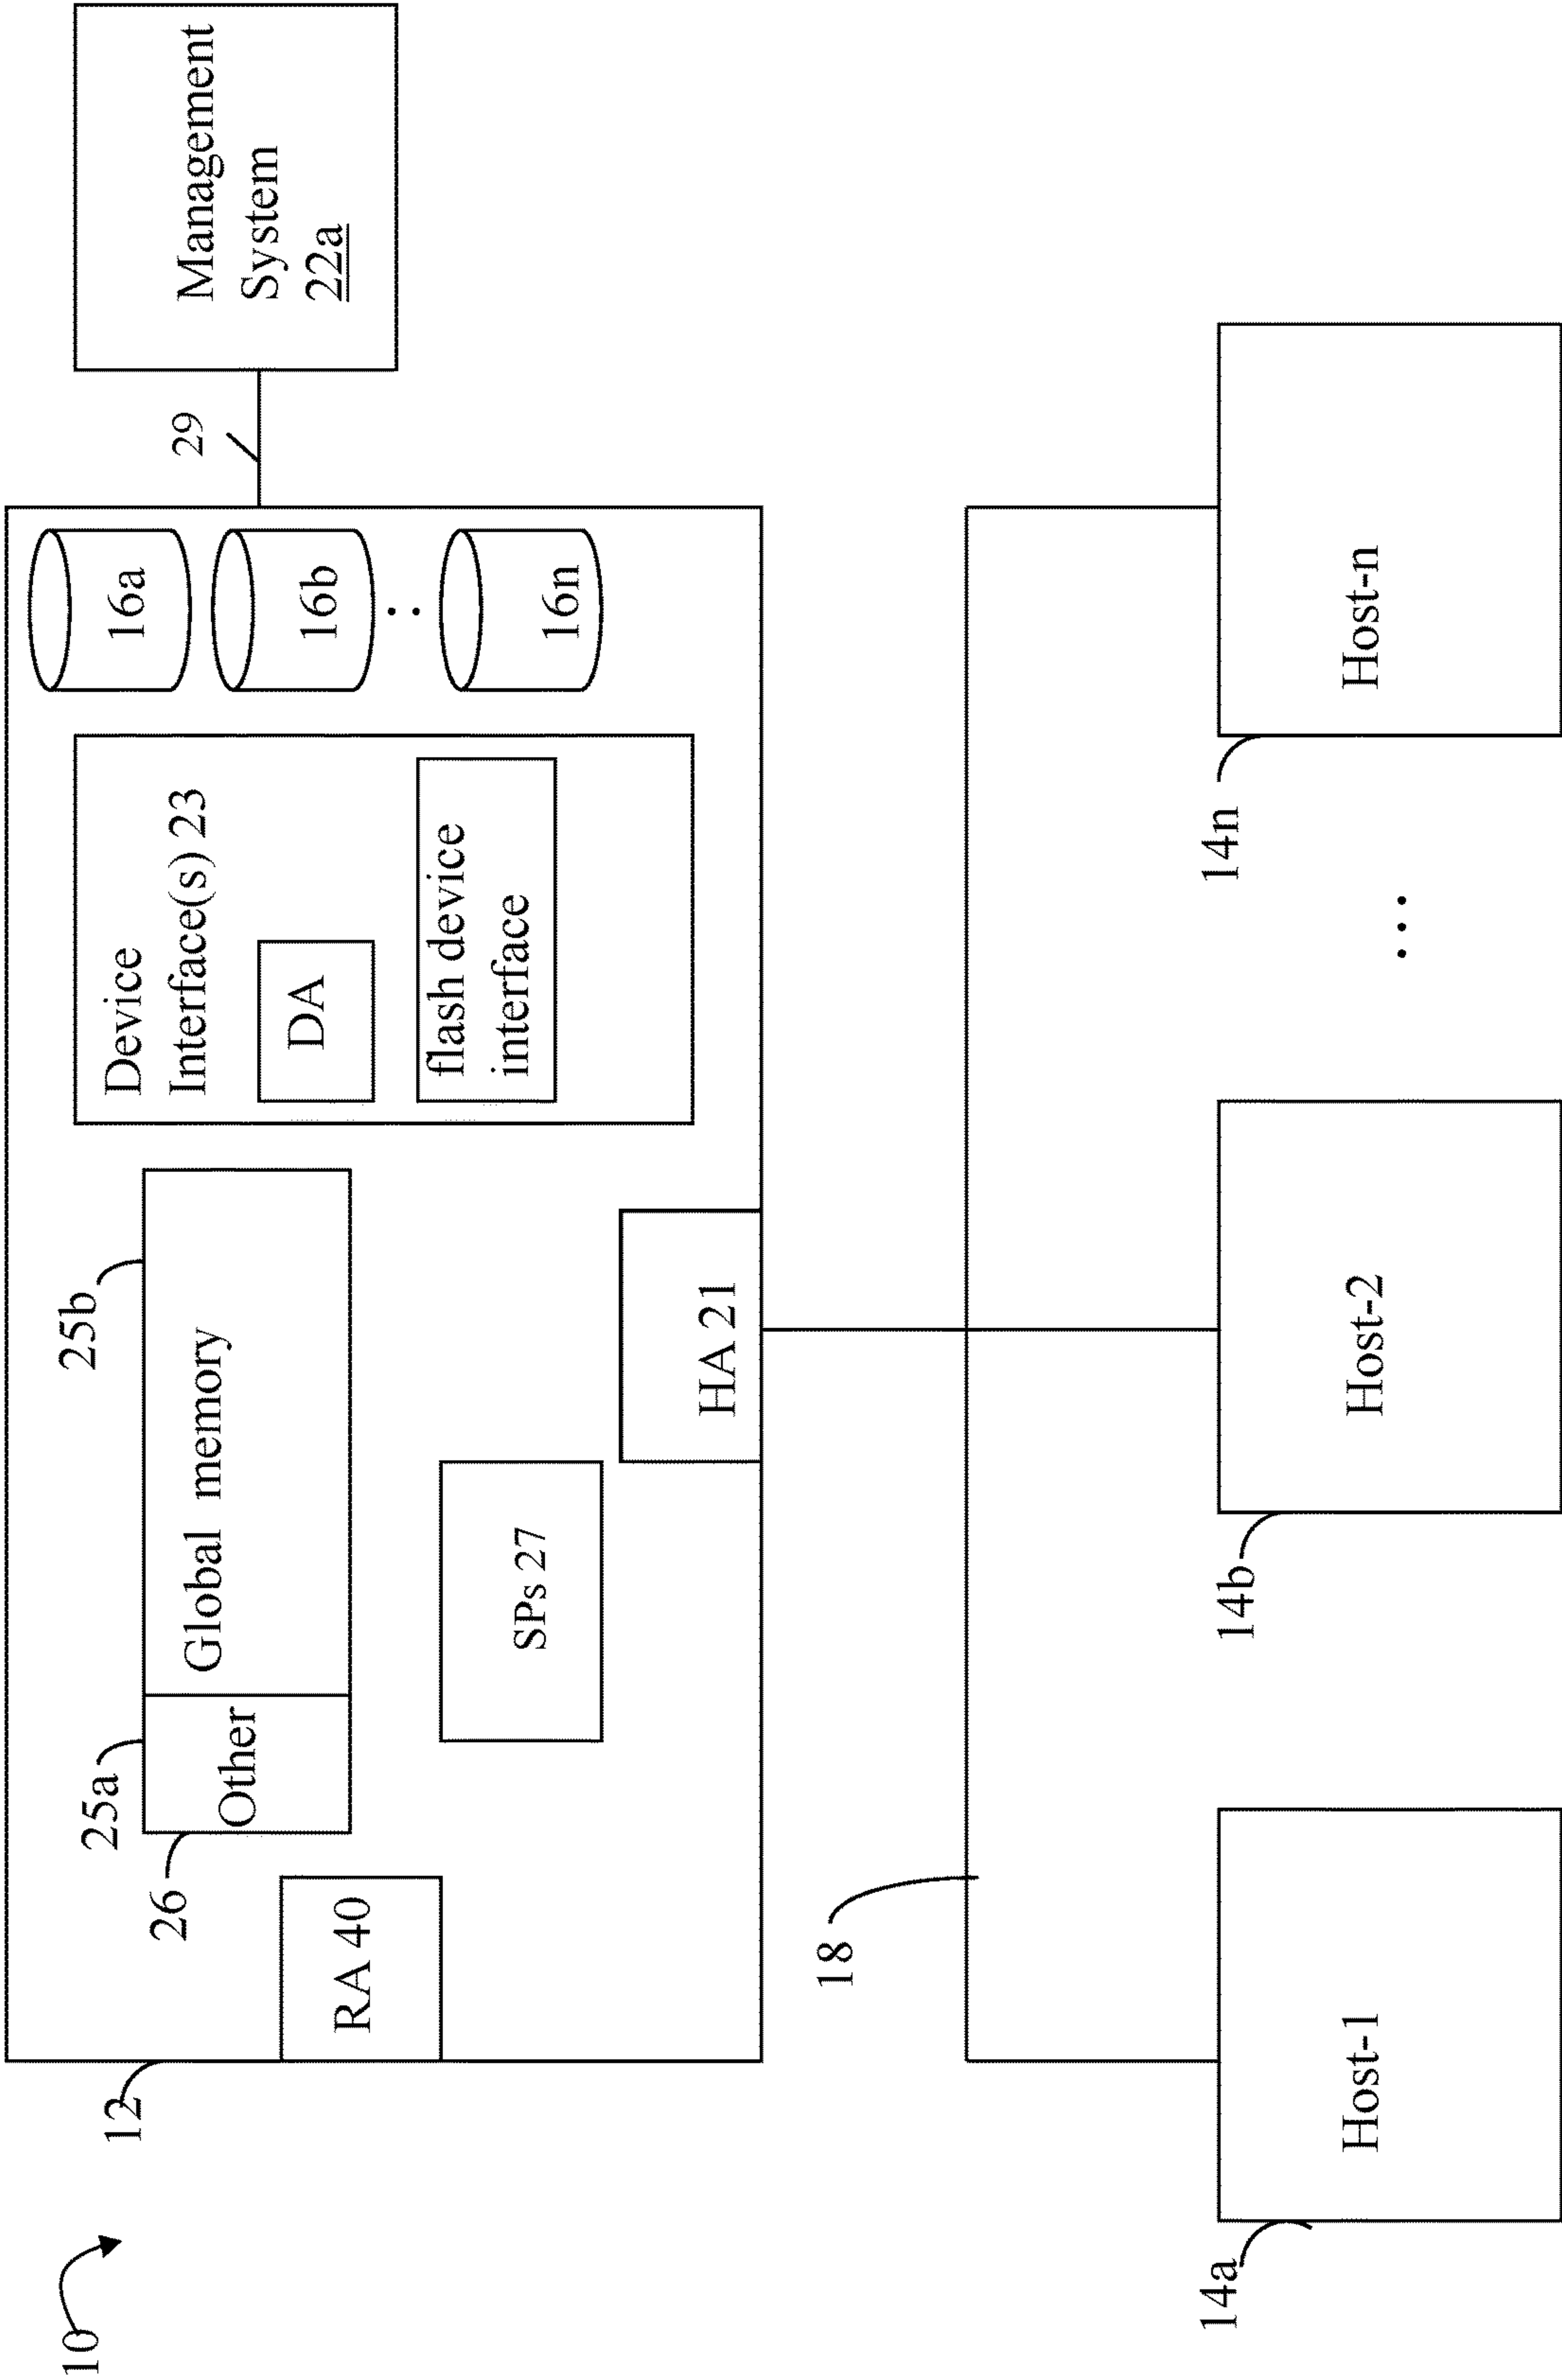 10
12
26
25a
25b
Other
Global  memory
RA 40
SPs 27
HA 21
Device
Interface(s) 23
DA
flash device
interface
16a
16b
16n
29
Management
System
22a
18
14a
14b
14n
Host-1
Host-2
Host-n